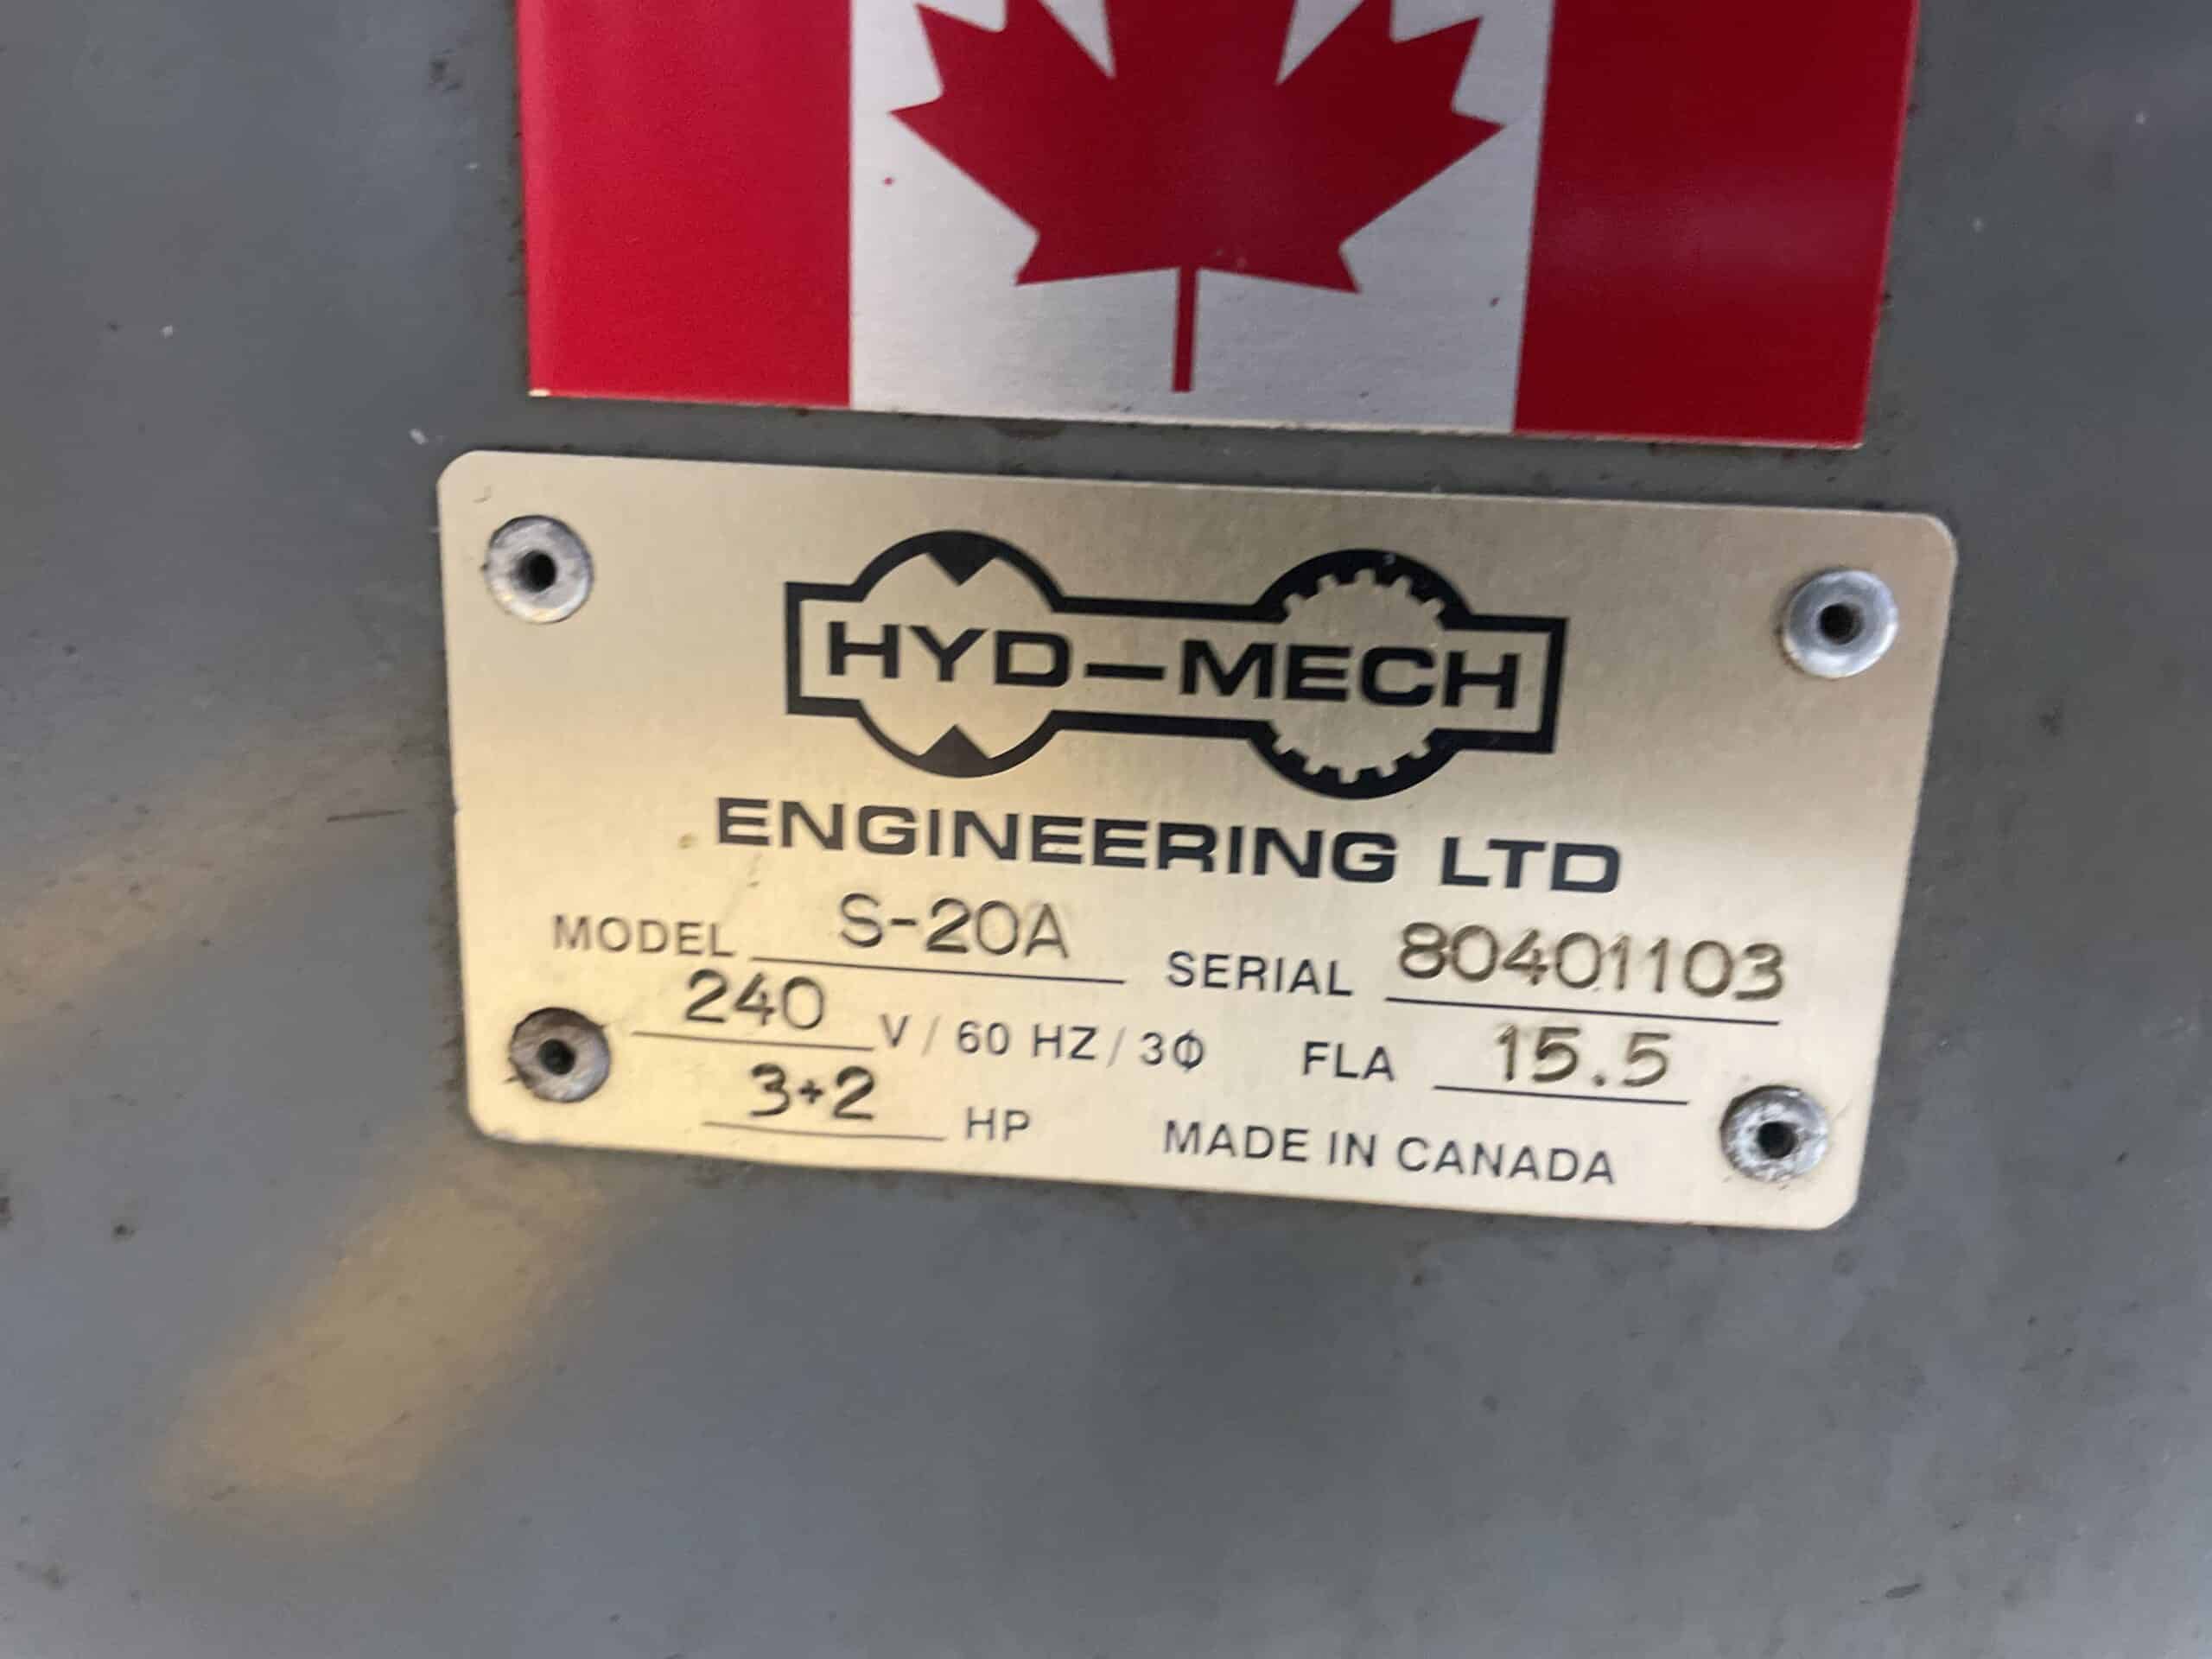 HYD-MECH
ENGINEERING LTD
MODEL S-20A SERIAL 80401103
240 V / 60 HZ / 3Φ FLA 15.5
3+2 HP MADE IN CANADA